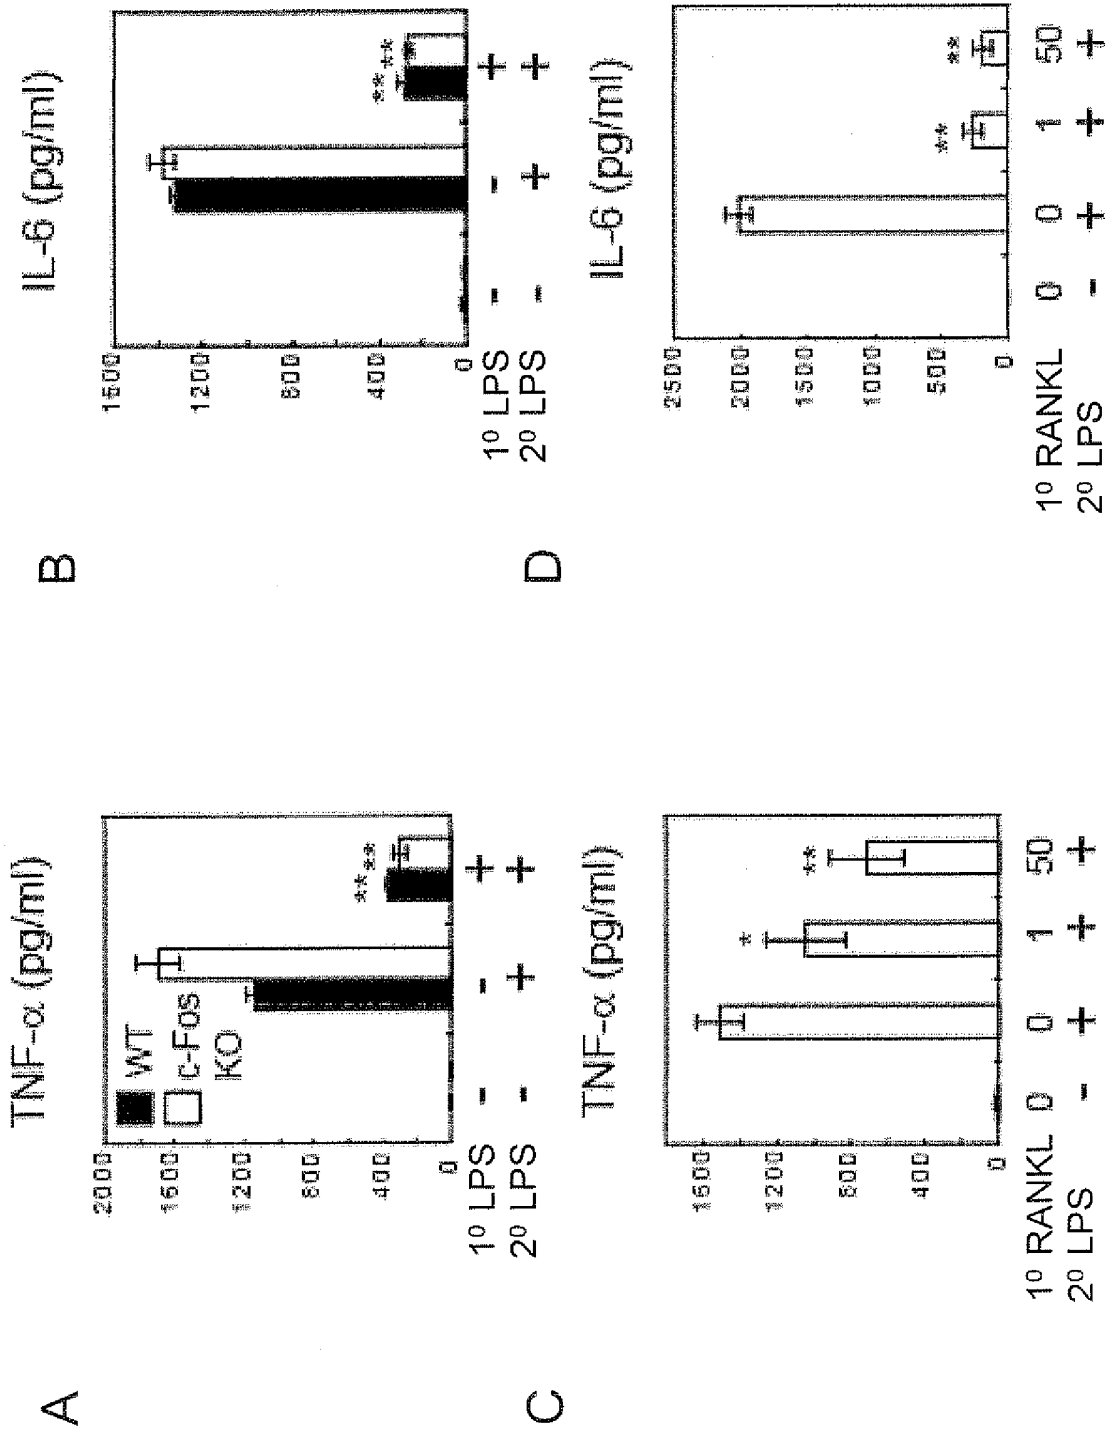 A
TNF-α (pg/ml)
WT
c-Fos
KO
2000
1600
1200
800
400
0
1⁰ LPS - - +
2⁰ LPS - + +
** **
B
IL-6 (pg/ml)
1600
1200
800
400
0
1⁰ LPS - - +
2⁰ LPS - + +
** **
C
TNF-α (pg/ml)
1600
1200
800
400
0
1⁰ RANKL 0 0 1 50
2⁰ LPS - + + +
* **
D
IL-6 (pg/ml)
2500
2000
1500
1000
500
0
1⁰ RANKL 0 0 1 50
2⁰ LPS - + + +
** **